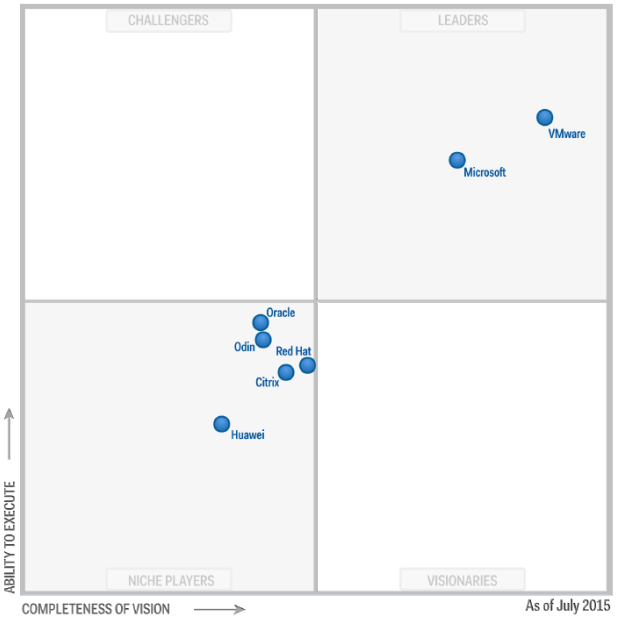 CHALLENGERS
LEADERS
VMware
Microsoft
Oracle
Odin
Red Hat
Citrix
Huawei
NICHE PLAYERS
VISIONARIES
ABILITY TO EXECUTE
COMPLETENESS OF VISION
As of July 2015